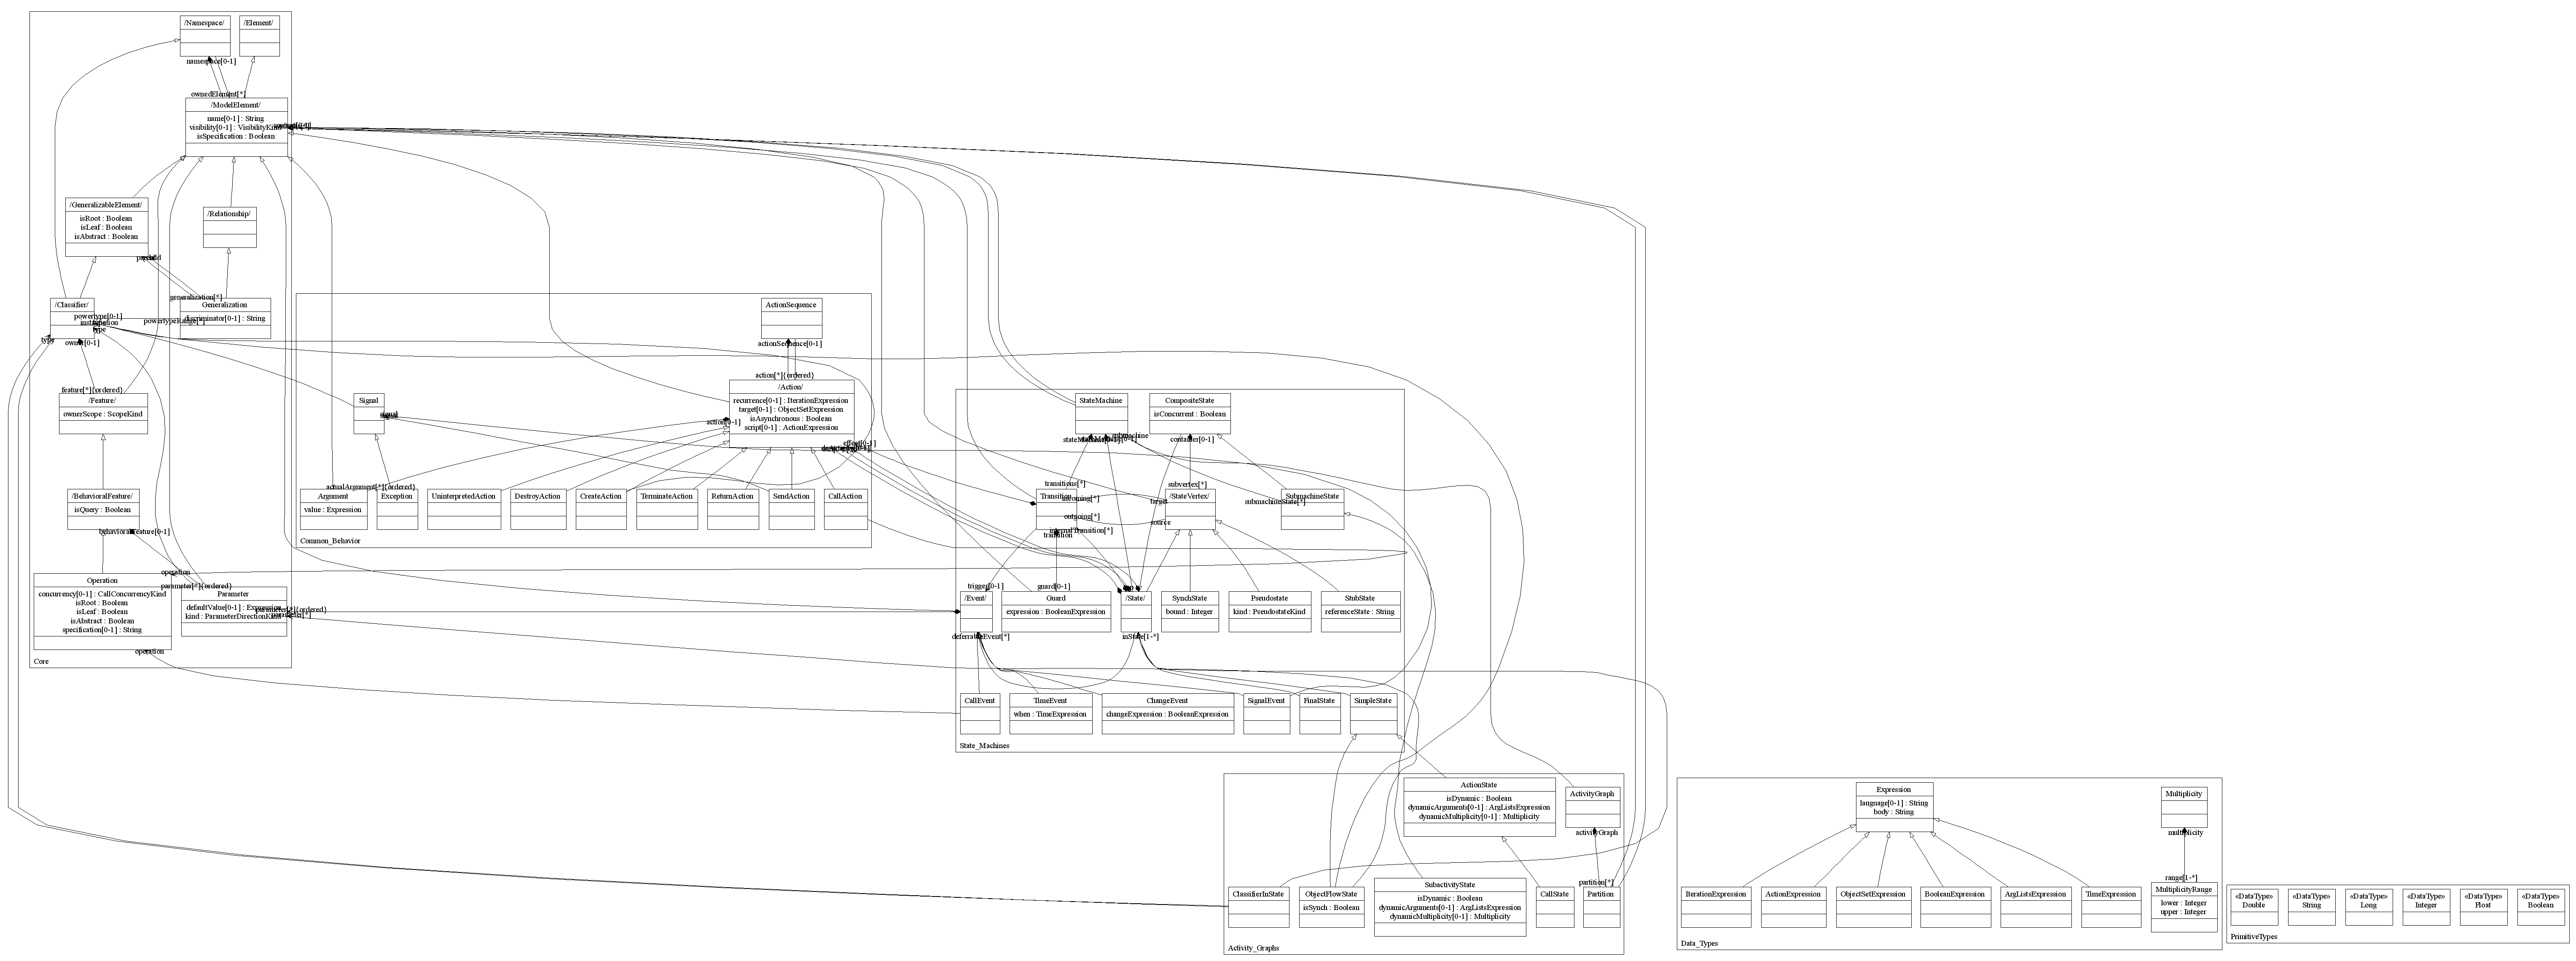 /Namespace/
/Element/
namespace[0-1]
ownedElement[*]
/ModelElement/
name[0-1] : String
visibility[0-1] : VisibilityKind
isSpecification : Boolean
/GeneralizableElement/
isRoot : Boolean
isLeaf : Boolean
isAbstract : Boolean
/Relationship/
generalization[*]
Generalization
discriminator[0-1] : String
/Classifier/
powertype[0-1]
powertypeRange[*]
type
type
owner[0-1]
feature[*]{ordered}
/Feature/
ownerScope : ScopeKind
/BehavioralFeature/
isQuery : Boolean
behavioralFeature[0-1]
operation
Operation
concurrency[0-1] : CallConcurrencyKind
isRoot : Boolean
isLeaf : Boolean
isAbstract : Boolean
specification[0-1] : String
parameter[*]{ordered}
Parameter
defaultValue[0-1] : Expression
kind : ParameterDirectionKind
parameter[*]{ordered}
parameter[*]
operation
Core
ActionSequence
actionSequence[0-1]
action[*]{ordered}
/Action/
recurrence[0-1] : IterationExpression
target[0-1] : ObjectSetExpression
isAsynchronous : Boolean
script[0-1] : ActionExpression
action[0-1]
effect[0-1]
Signal
signal
actualArgument[*]{ordered}
Argument
value : Expression
Exception
UninterpretedAction
DestroyAction
CreateAction
TerminateAction
ReturnAction
SendAction
CallAction
Common_Behavior
StateMachine
CompositeState
isConcurrent : Boolean
container[0-1]
transitions[*]
Transition
incoming[*]
outgoing[*]
internalTransition[*]
transition
subvertex[*]
/StateVertex/
target
source
SubmachineState
submachineState[*]
trigger[0-1]
/Event/
guard[0-1]
Guard
expression : BooleanExpression
/State/
SynchState
bound : Integer
Pseudostate
kind : PseudostateKind
StubState
referenceState : String
deferrableEvent[*]
inState[1-*]
CallEvent
TimeEvent
when : TimeExpression
ChangeEvent
changeExpression : BooleanExpression
SignalEvent
FinalState
SimpleState
State_Machines
ActionState
isDynamic : Boolean
dynamicArguments[0-1] : ArgListsExpression
dynamicMultiplicity[0-1] : Multiplicity
ActivityGraph
activityGraph
partition[*]
ClassifierInState
ObjectFlowState
isSynch : Boolean
SubactivityState
isDynamic : Boolean
dynamicArguments[0-1] : ArgListsExpression
dynamicMultiplicity[0-1] : Multiplicity
CallState
Partition
Activity_Graphs
Expression
language[0-1] : String
body : String
Multiplicity
multiplicity
range[1-*]
IterationExpression
ActionExpression
ObjectSetExpression
BooleanExpression
ArgListsExpression
TimeExpression
MultiplicityRange
lower : Integer
upper : Integer
Data_Types
«DataType»
Double
«DataType»
String
«DataType»
Long
«DataType»
Integer
«DataType»
Float
«DataType»
Boolean
PrimitiveTypes